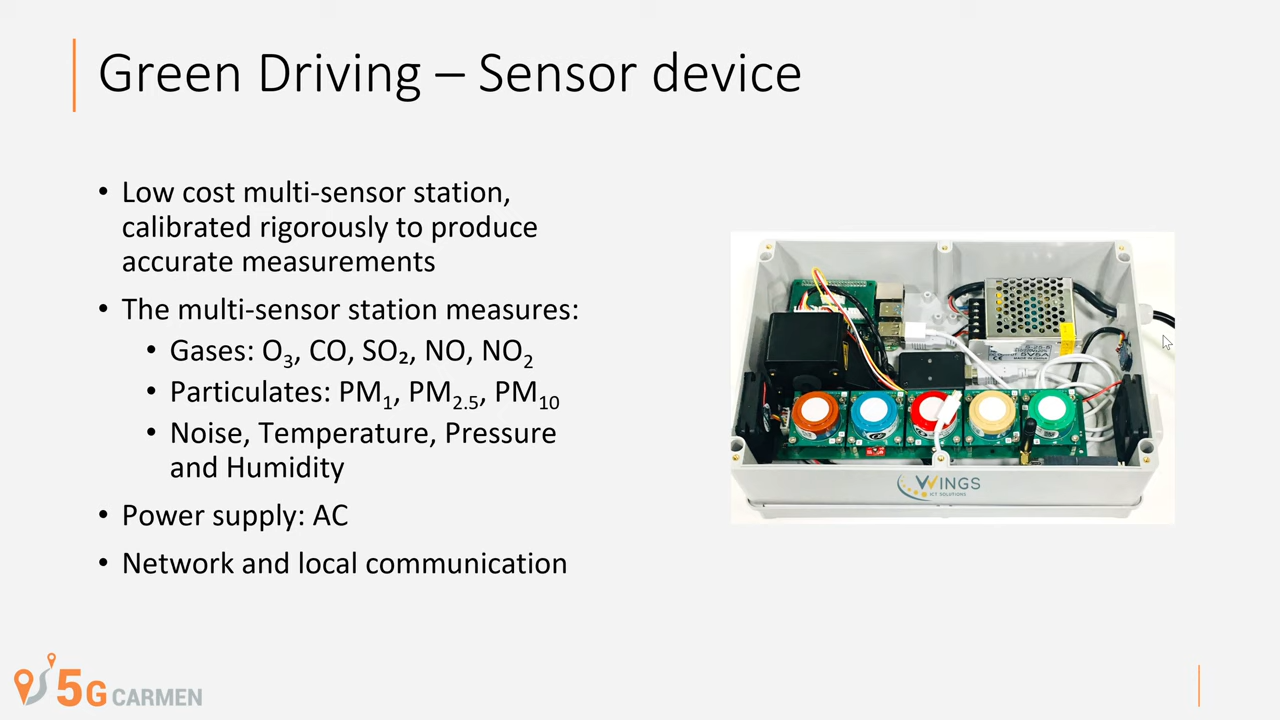 Green Driving – Sensor device
• Low cost multi-sensor station,
calibrated rigorously to produce
accurate measurements
• The multi-sensor station measures:
• Gases: O₃, CO, SO₂, NO, NO₂
• Particulates: PM₁, PM₂.₅, PM₁₀
• Noise, Temperature, Pressure
and Humidity
• Power supply: AC
• Network and local communication
WINGS
ICT SOLUTIONS
5G CARMEN